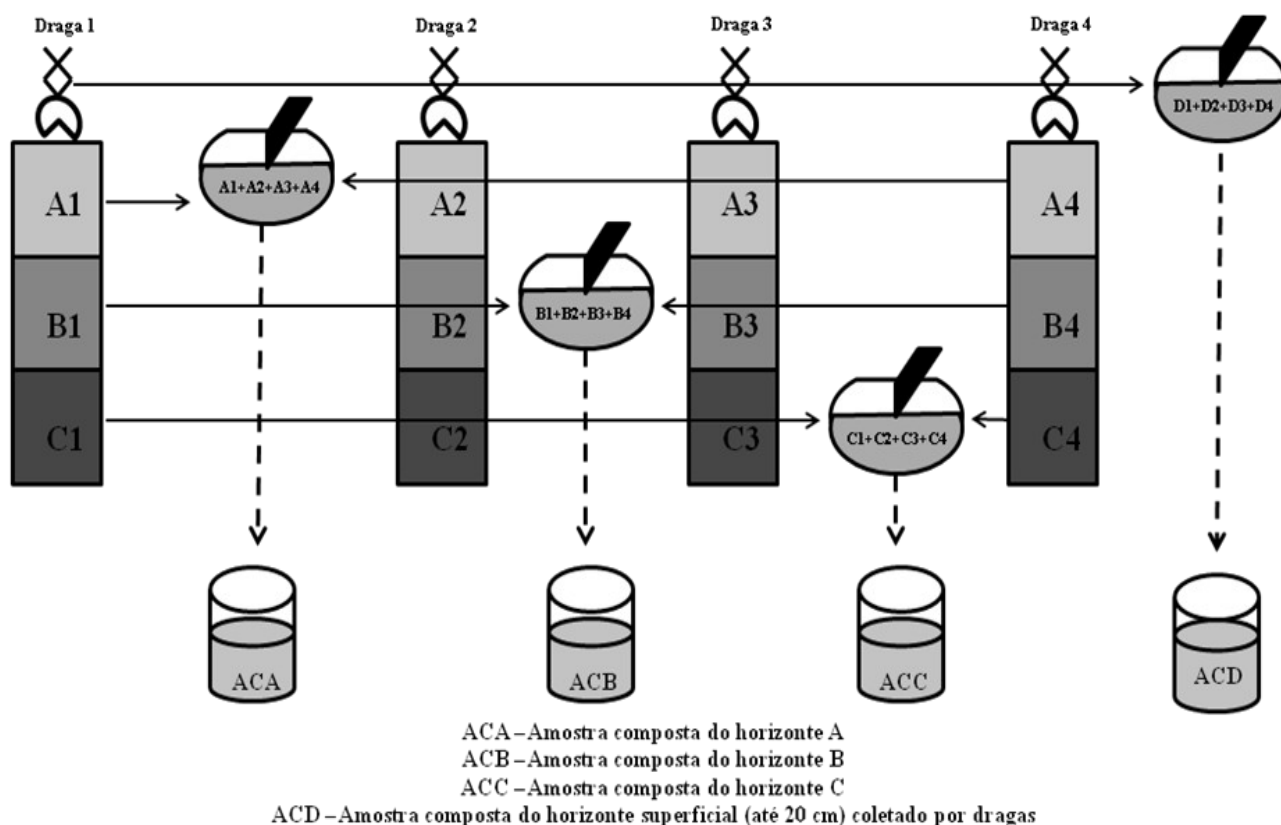 Draga 1
Draga 2
Draga 3
Draga 4
D1+D2+D3+D4
A1+A2+A3+A4
A1
A2
A3
A4
B1+B2+B3+B4
B1
B2
B3
B4
C1+C2+C3+C4
C1
C2
C3
C4
ACA
ACB
ACC
ACD
ACA –Amostra composta do horizonte A
ACB –Amostra composta do horizonte B
ACC –Amostra composta do horizonte C
ACD –Amostra composta do horizonte superficial (até 20 cm) coletado por dragas